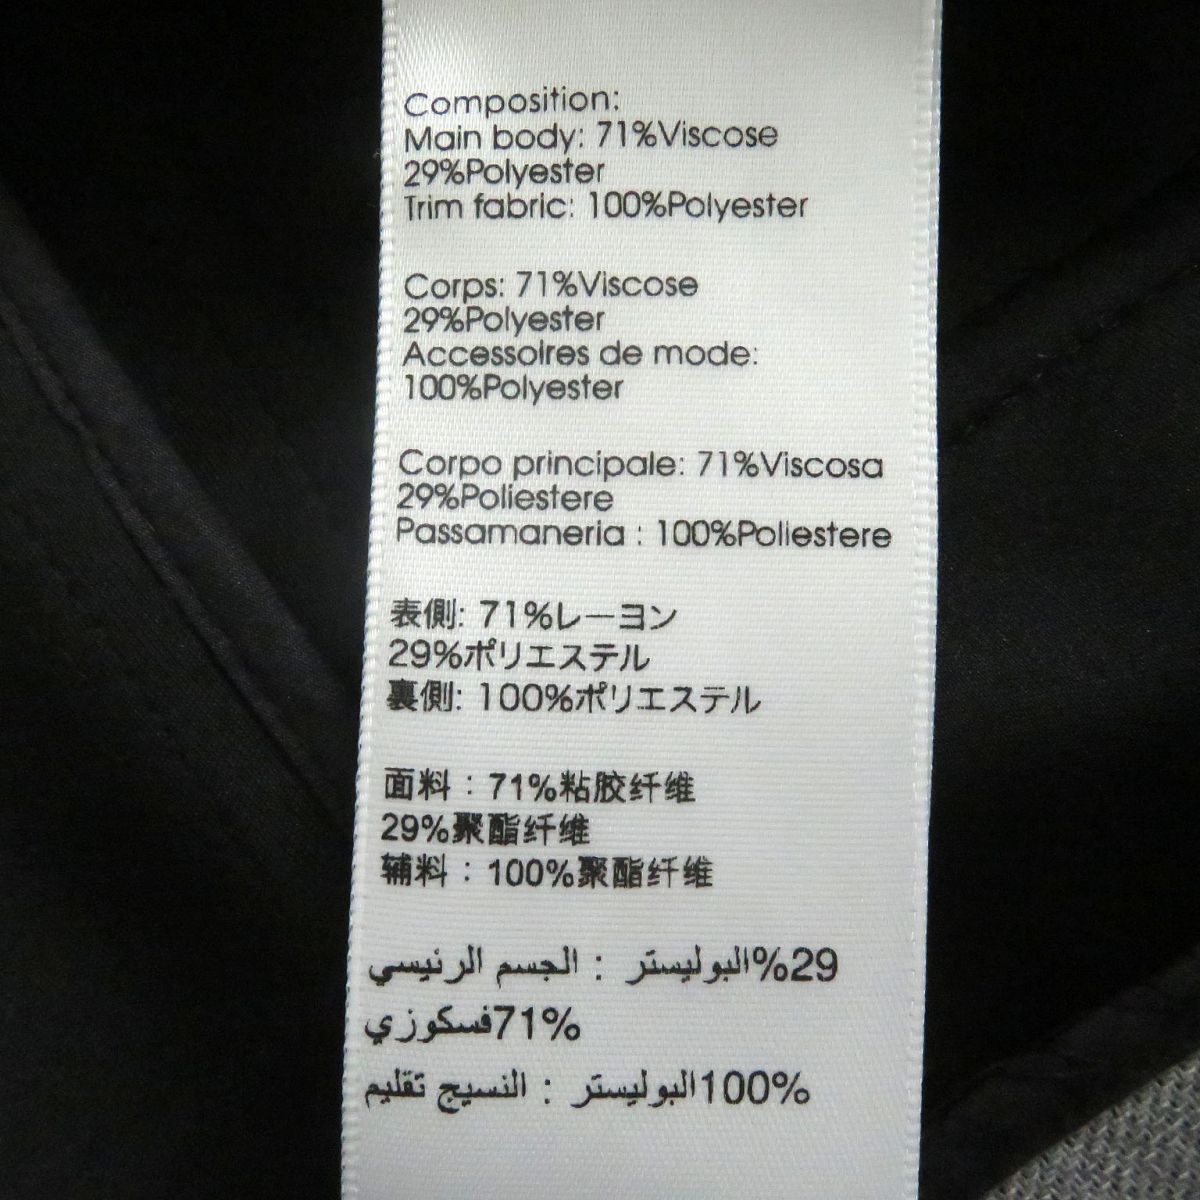 Composition:
Main body: 71%Viscose
29%Polyester
Trim fabric: 100%Polyester
Corps: 71%Viscose
29%Polyester
Accessoires de mode:
100%Polyester
Corpo principale: 71%Viscosa
29%Poliestere
Passamaneria : 100%Poliestere
表側: 71%レーヨン
29%ポリエステル
裏側: 100%ポリエステル
面料：71%粘胶纤维
29%聚酯纤维
辅料：100%聚酯纤维
الجسم الرئيسي : البوليستر%29
71%فسكوزي
النسيج تقليم : البوليستر100%